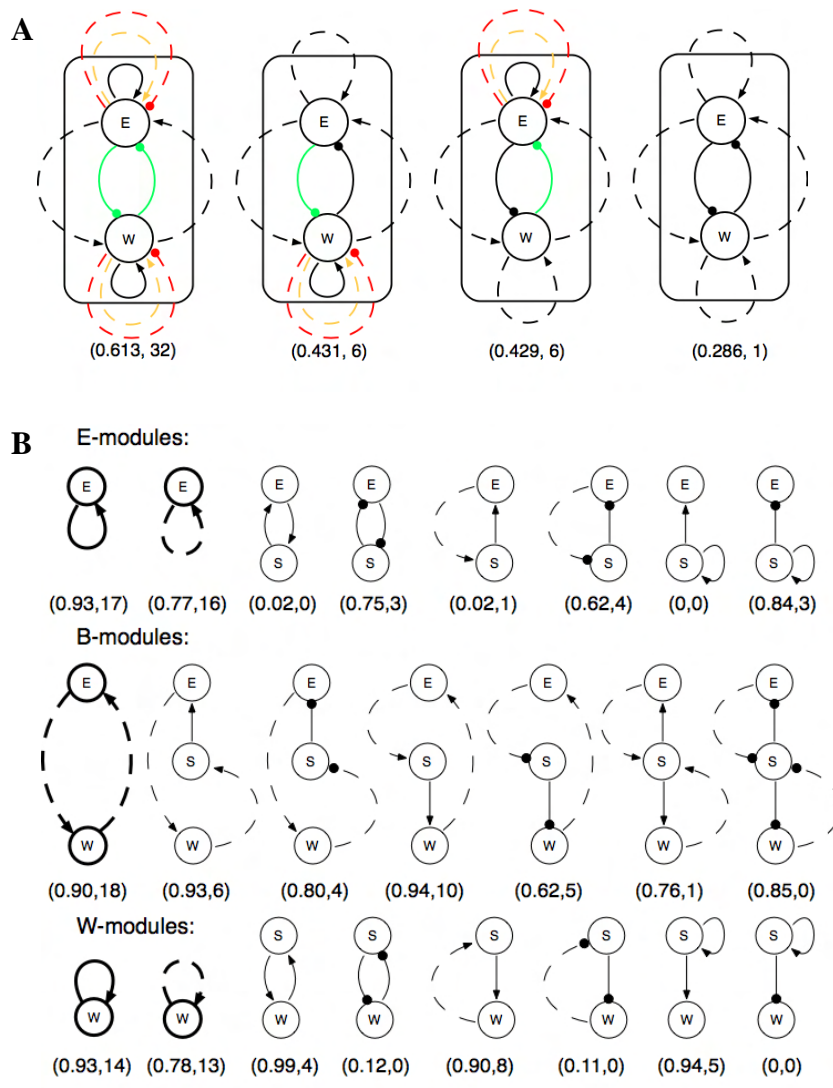 A
E E E E
W W W W
(0.613, 32) (0.431, 6) (0.429, 6) (0.286, 1)
B
E-modules:
E E E E E E E E
S S S S S S
(0.93,17) (0.77,16) (0.02,0) (0.75,3) (0.02,1) (0.62,4) (0,0) (0.84,3)
B-modules:
E E E E E E E
S S S S S S
W W W W W W W
(0.90,18) (0.93,6) (0.80,4) (0.94,10) (0.62,5) (0.76,1) (0.85,0)
W-modules:
S S S S S S
W W W W W W W W
(0.93,14) (0.78,13) (0.99,4) (0.12,0) (0.90,8) (0.11,0) (0.94,5) (0,0)